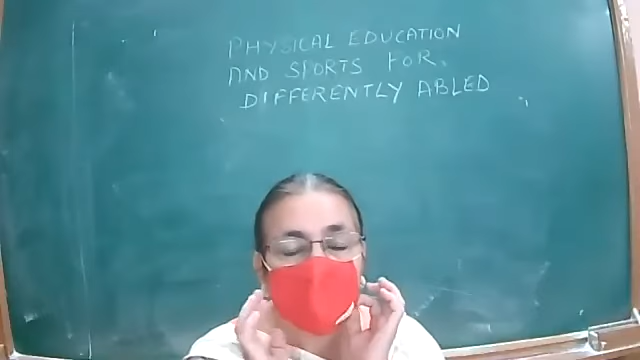 PHYSICAL EDUCATION
AND SPORTS FOR.
DIFFERENTLY ABLED